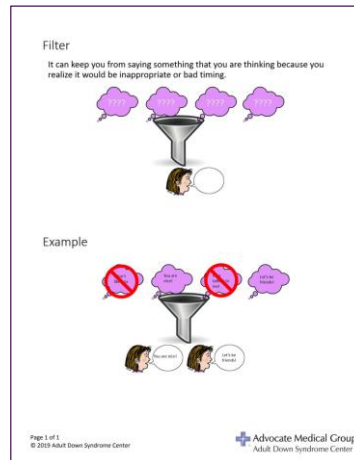 Filter
It can keep you from saying something that you are thinking because you
realize it would be inappropriate or bad timing.
???? ???? ???? ????
Example
You are nice! Let's be friends!
You are nice! Let's be friends!
Page 1 of 1
© 2019 Adult Down Syndrome Center
Advocate Medical Group
Adult Down Syndrome Center